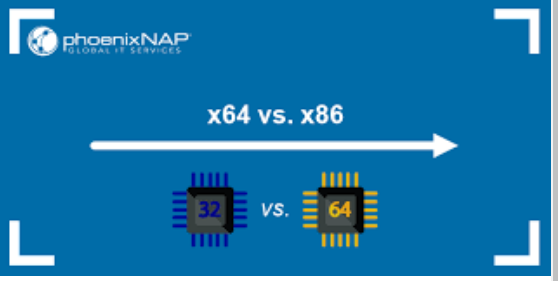 phoenixNAP
GLOBAL IT SERVICES
x64 vs. x86
32 vs. 64